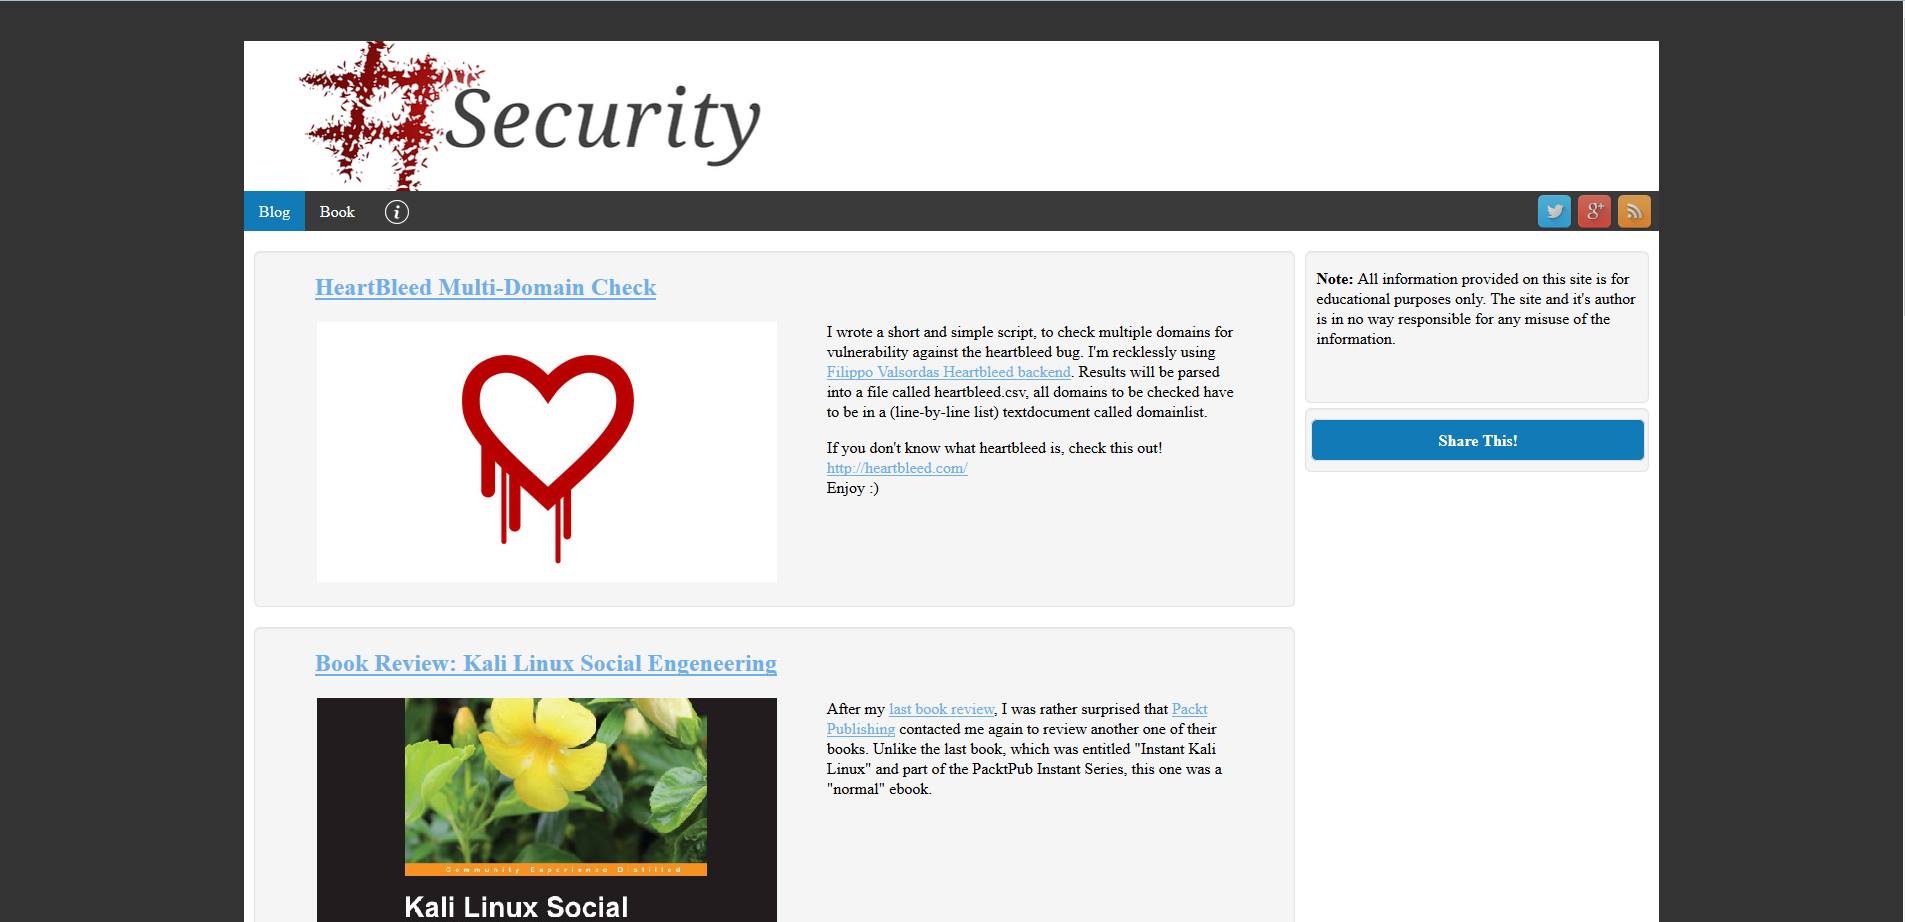 #Security
Blog Book i
g+
HeartBleed Multi-Domain Check
I wrote a short and simple script, to check multiple domains for
vulnerability against the heartbleed bug. I'm recklessly using
Filippo Valsordas Heartbleed backend. Results will be parsed
into a file called heartbleed.csv, all domains to be checked have
to be in a (line-by-line list) textdocument called domainlist.
If you don't know what heartbleed is, check this out!
http://heartbleed.com/
Enjoy :)
Note: All information provided on this site is for
educational purposes only. The site and it's author
is in no way responsible for any misuse of the
information.
Share This!
Book Review: Kali Linux Social Engeneering
After my last book review, I was rather surprised that Packt
Publishing contacted me again to review another one of their
books. Unlike the last book, which was entitled "Instant Kali
Linux" and part of the PacktPub Instant Series, this one was a
"normal" ebook.
Community Experience Distilled
Kali Linux Social